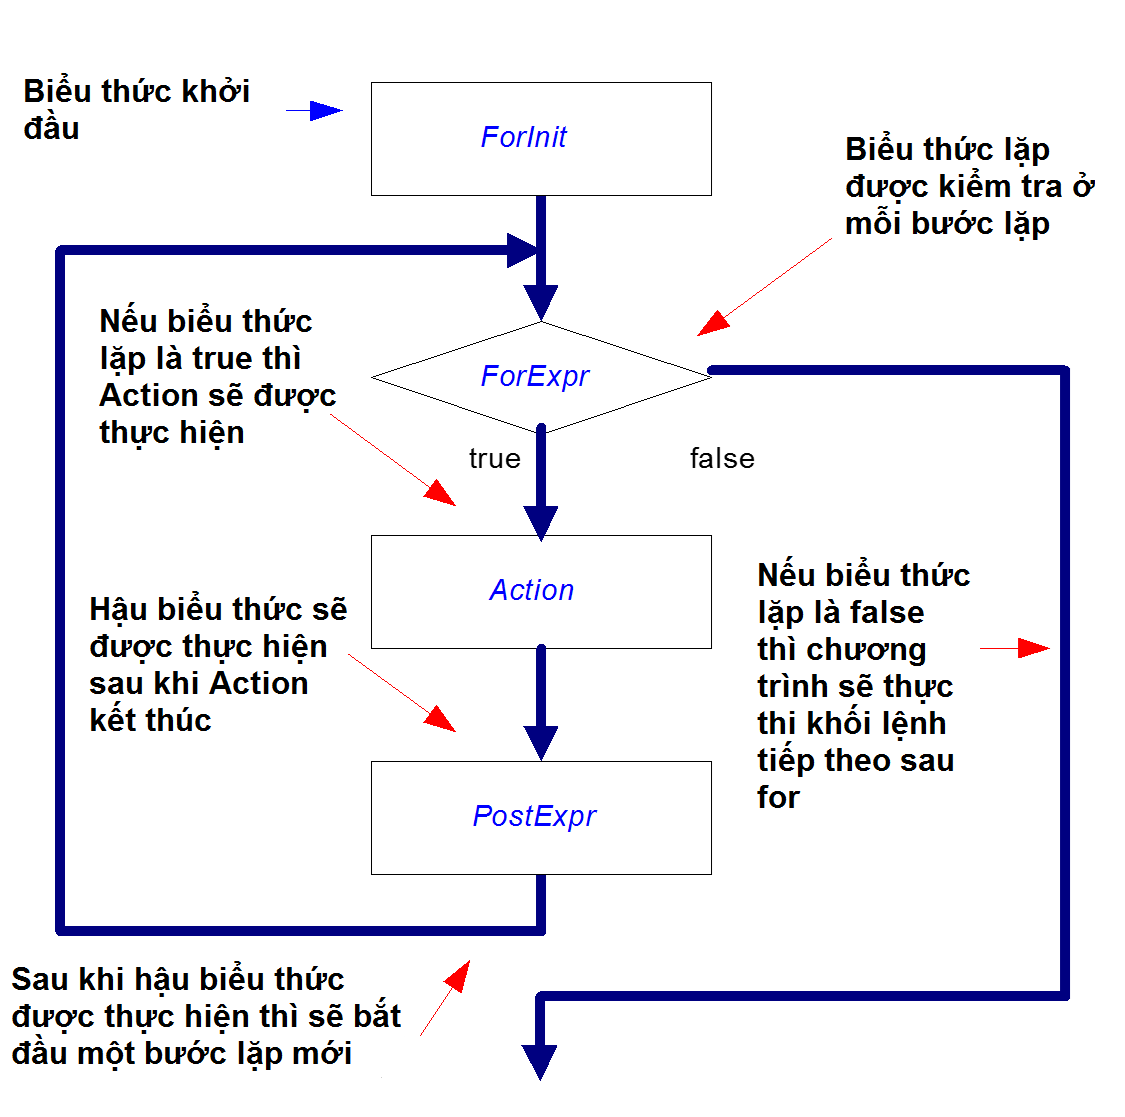 Biểu thức khởi
đầu
ForInit
Biểu thức lặp
được kiểm tra ở
mỗi bước lặp
Nếu biểu thức
lặp là true thì
Action sẽ được
thực hiện
ForExpr
true
false
Action
Nếu biểu thức
lặp là false
thì chương
trình sẽ thực
thi khối lệnh
tiếp theo sau
for
Hậu biểu thức sẽ
được thực hiện
sau khi Action
kết thúc
PostExpr
Sau khi hậu biểu thức
được thực hiện thì sẽ bắt
đầu một bước lặp mới